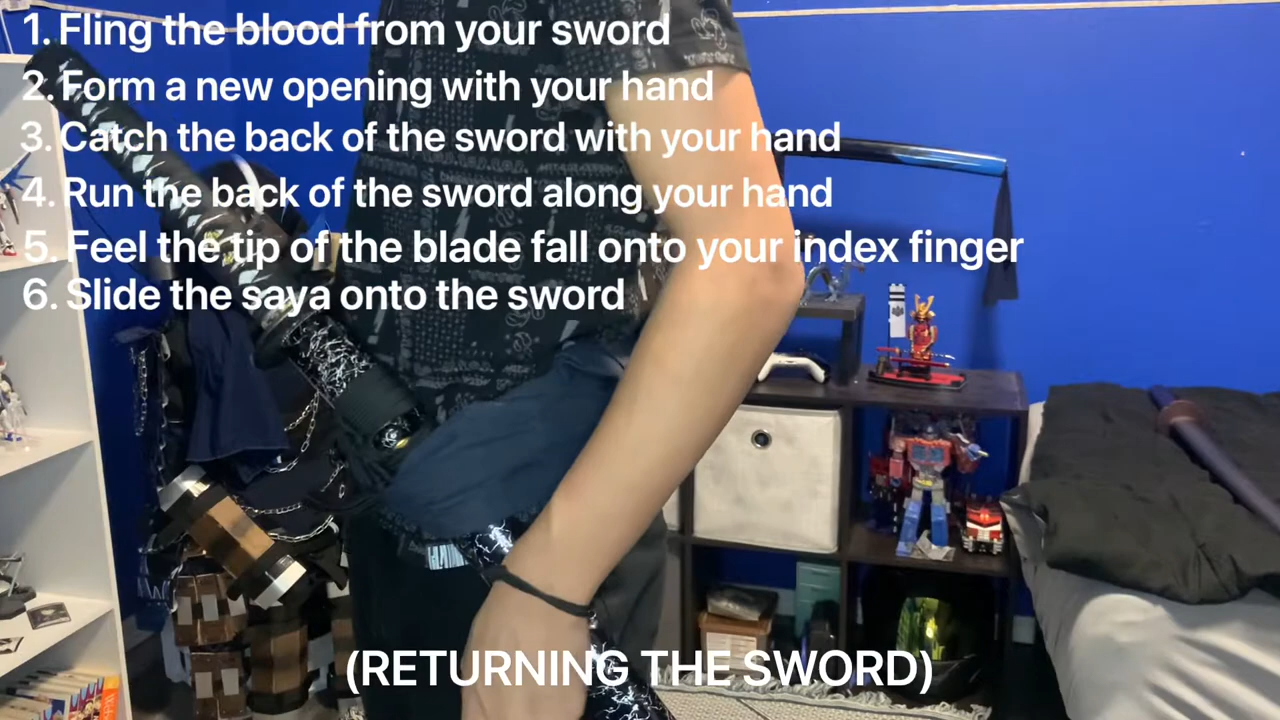 1. Fling the blood from your sword
2. Form a new opening with your hand
3. Catch the back of the sword with your hand
4. Run the back of the sword along your hand
5. Feel the tip of the blade fall onto your index finger
6. Slide the saya onto the sword
(RETURNING THE SWORD)